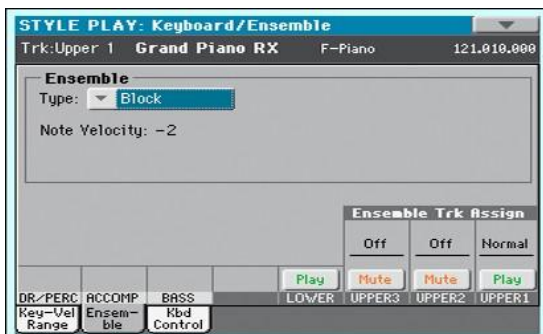 STYLE PLAY: Keyboard/Ensemble
Trk:Upper 1 Grand Piano RX F-Piano 121.010.000
Ensemble
Type: Block
Note Velocity: -2
Ensemble Trk Assign
Off Off Normal
Play Mute Mute Play
DR/PERC ACCOMP BASS LOWER UPPER3 UPPER2 UPPER1
Key-Vel Range Ensem-ble Kbd Control